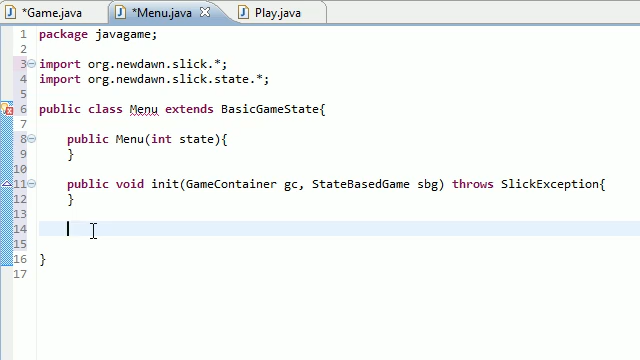 *Game.java *Menu.java Play.java
1 package javagame;
2
3 import org.newdawn.slick.*;
4 import org.newdawn.slick.state.*;
5
6 public class Menu extends BasicGameState{
7
8 public Menu(int state){
9 }
10
11 public void init(GameContainer gc, StateBasedGame sbg) throws SlickException{
12 }
13
14
15
16 }
17